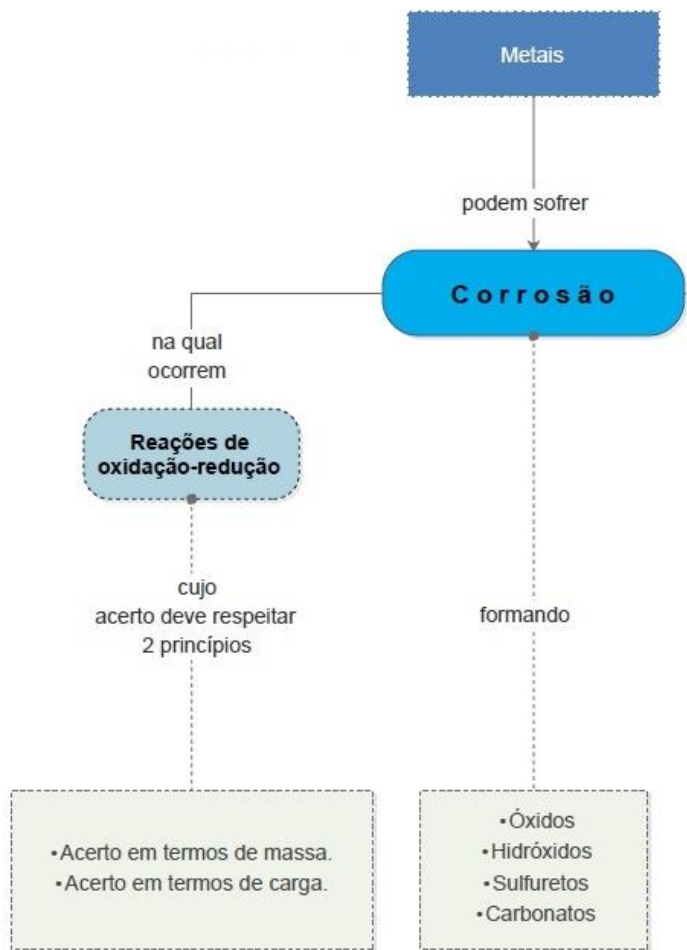 Metais
podem sofrer
Corrosão
na qual
ocorrem
Reações de
oxidação-redução
cujo
acerto deve respeitar
2 princípios
•Acerto em termos de massa.
•Acerto em termos de carga.
formando
•Óxidos
•Hidróxidos
•Sulfuretos
•Carbonatos